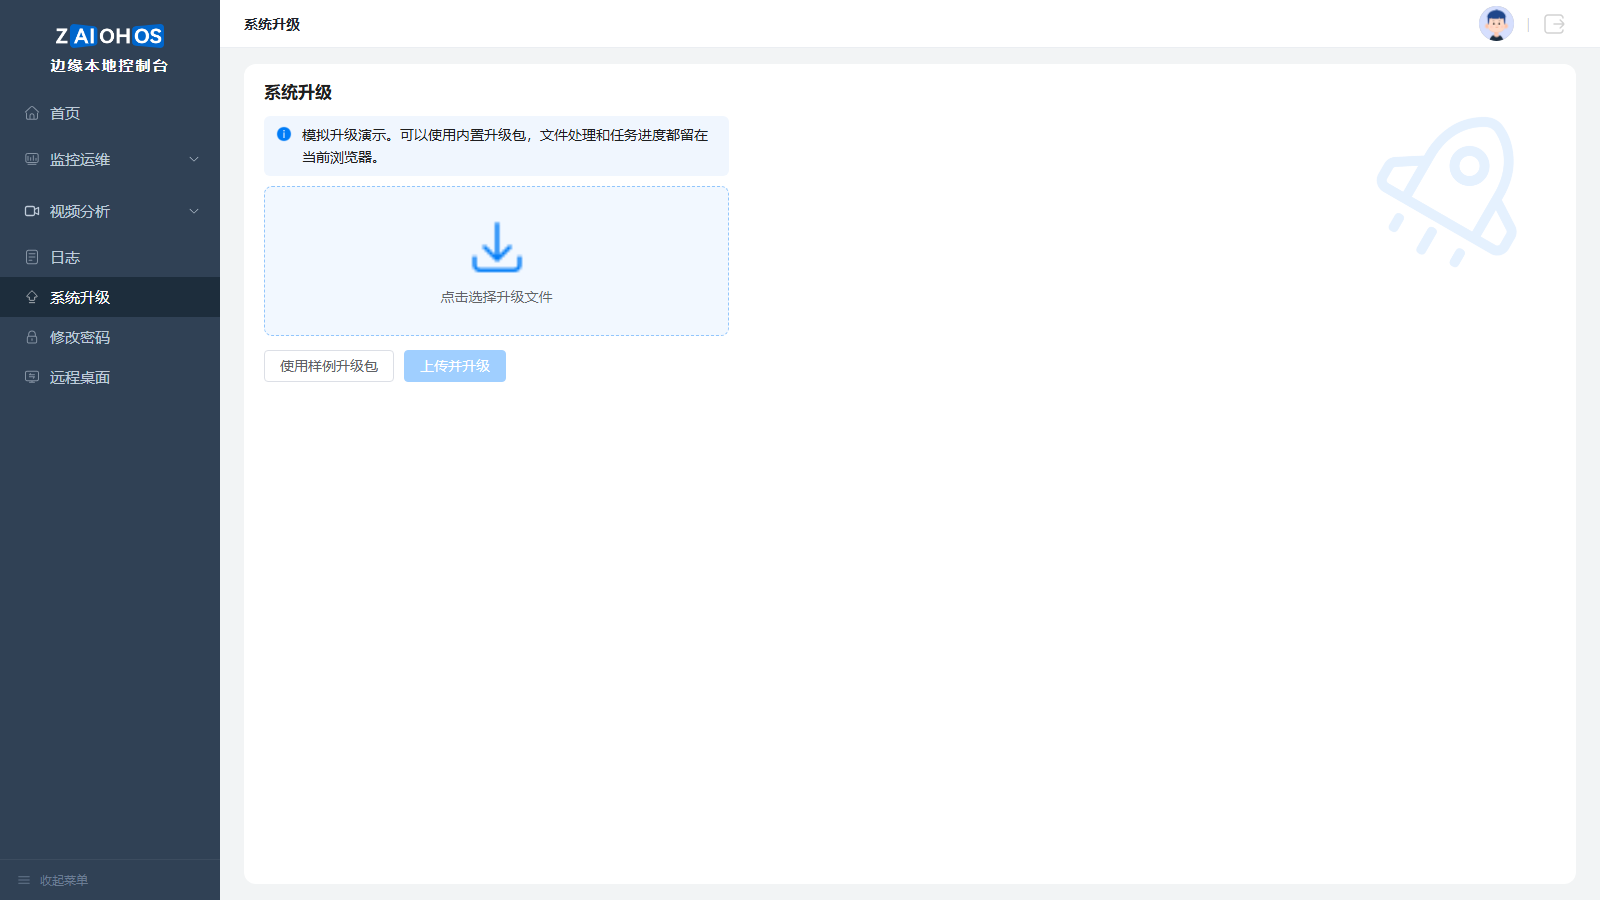 ZAIOHOS
边缘本地控制台
首页
监控运维
视频分析
日志
系统升级
修改密码
远程桌面
收起菜单
系统升级
系统升级
模拟升级演示。可以使用内置升级包，文件处理和任务进度都留在
当前浏览器。
点击选择升级文件
使用样例升级包
上传并升级